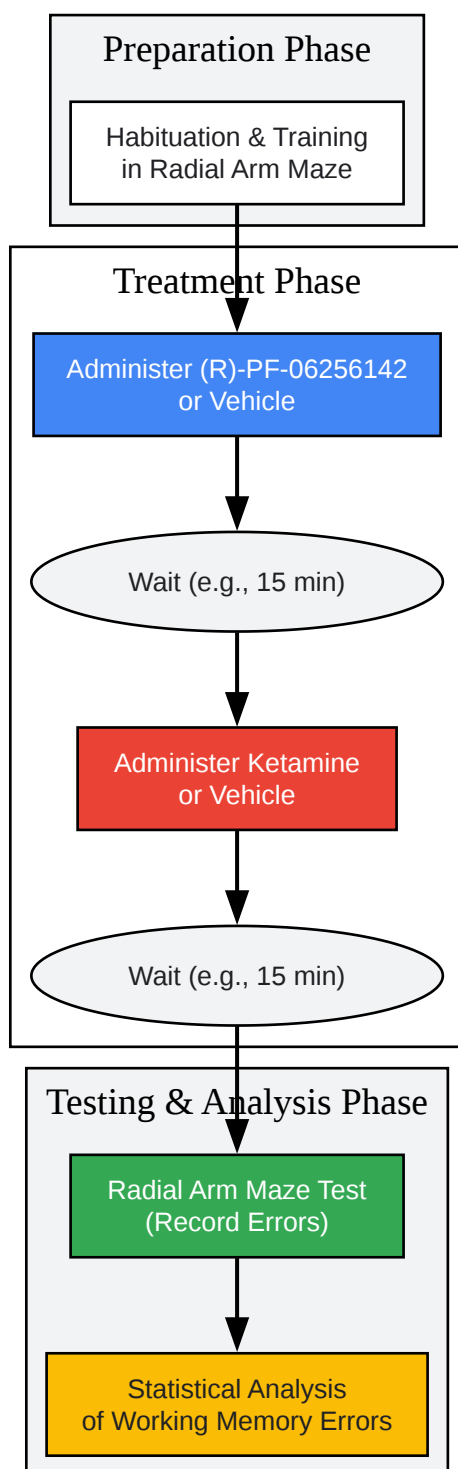 Preparation Phase
Habituation & Training
in Radial Arm Maze
Treatment Phase
Administer (R)-PF-06256142
or Vehicle
Wait (e.g., 15 min)
Administer Ketamine
or Vehicle
Wait (e.g., 15 min)
Testing & Analysis Phase
Radial Arm Maze Test
(Record Errors)
Statistical Analysis
of Working Memory Errors